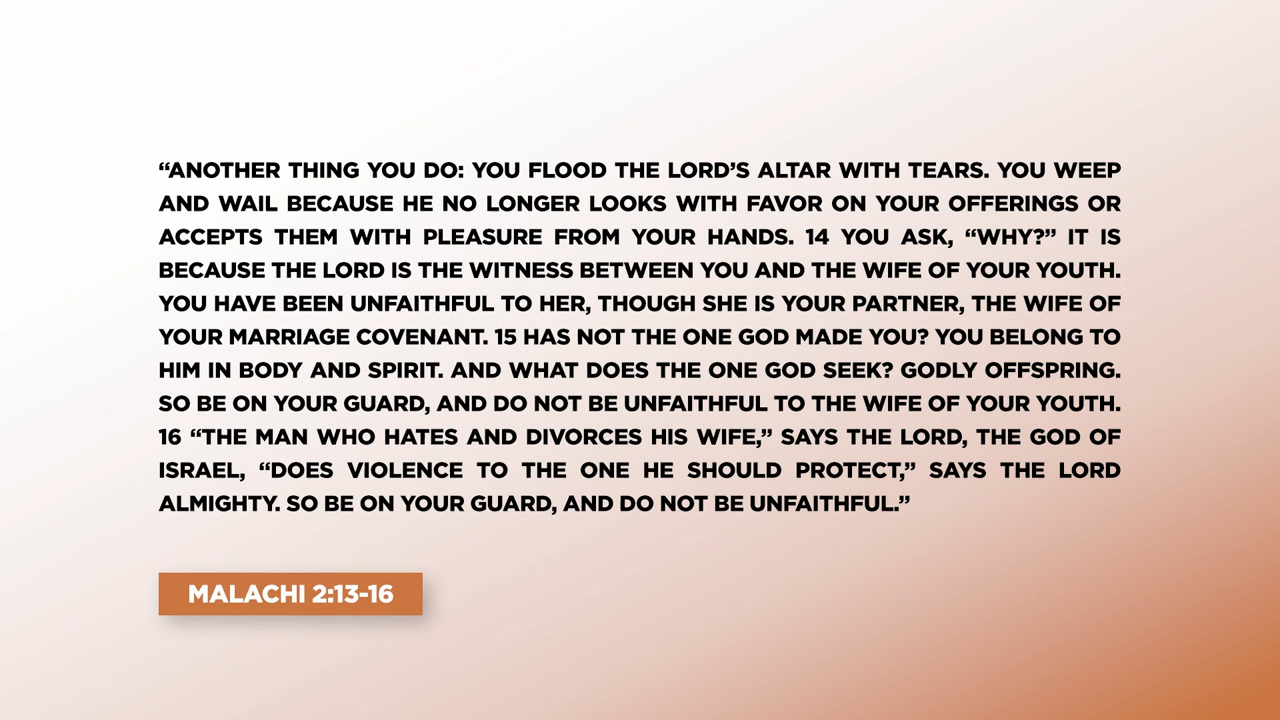 “ANOTHER THING YOU DO: YOU FLOOD THE LORD’S ALTAR WITH TEARS. YOU WEEP
AND WAIL BECAUSE HE NO LONGER LOOKS WITH FAVOR ON YOUR OFFERINGS OR
ACCEPTS THEM WITH PLEASURE FROM YOUR HANDS. 14 YOU ASK, “WHY?” IT IS
BECAUSE THE LORD IS THE WITNESS BETWEEN YOU AND THE WIFE OF YOUR YOUTH.
YOU HAVE BEEN UNFAITHFUL TO HER, THOUGH SHE IS YOUR PARTNER, THE WIFE OF
YOUR MARRIAGE COVENANT. 15 HAS NOT THE ONE GOD MADE YOU? YOU BELONG TO
HIM IN BODY AND SPIRIT. AND WHAT DOES THE ONE GOD SEEK? GODLY OFFSPRING.
SO BE ON YOUR GUARD, AND DO NOT BE UNFAITHFUL TO THE WIFE OF YOUR YOUTH.
16 “THE MAN WHO HATES AND DIVORCES HIS WIFE,” SAYS THE LORD, THE GOD OF
ISRAEL, “DOES VIOLENCE TO THE ONE HE SHOULD PROTECT,” SAYS THE LORD
ALMIGHTY. SO BE ON YOUR GUARD, AND DO NOT BE UNFAITHFUL.”
MALACHI 2:13-16